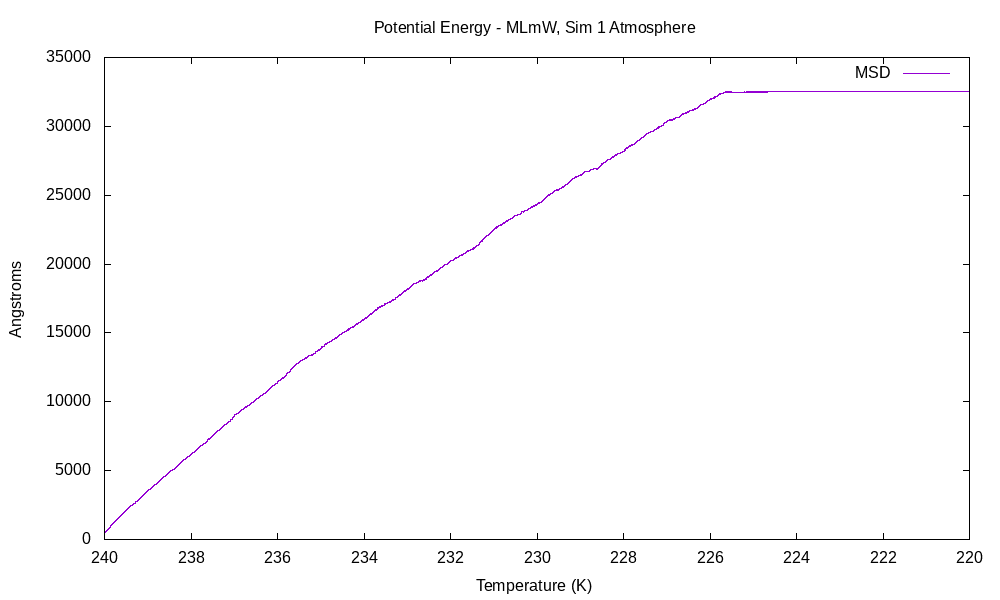 Potential Energy - MLmW, Sim 1 Atmosphere
35000
MSD
30000
25000
20000
15000
10000
5000
0
Angstroms
240 238 236 234 232 230 228 226 224 222 220
Temperature (K)